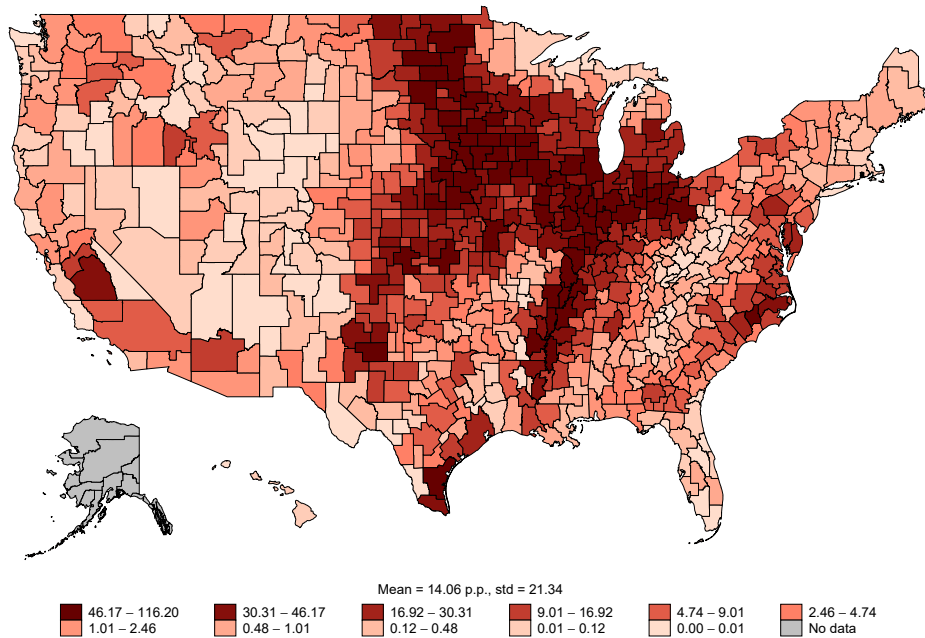 Mean = 14.06 p.p., std = 21.34
46.17 – 116.20 30.31 – 46.17 16.92 – 30.31 9.01 – 16.92 4.74 – 9.01 2.46 – 4.74
1.01 – 2.46 0.48 – 1.01 0.12 – 0.48 0.01 – 0.12 0.00 – 0.01 No data